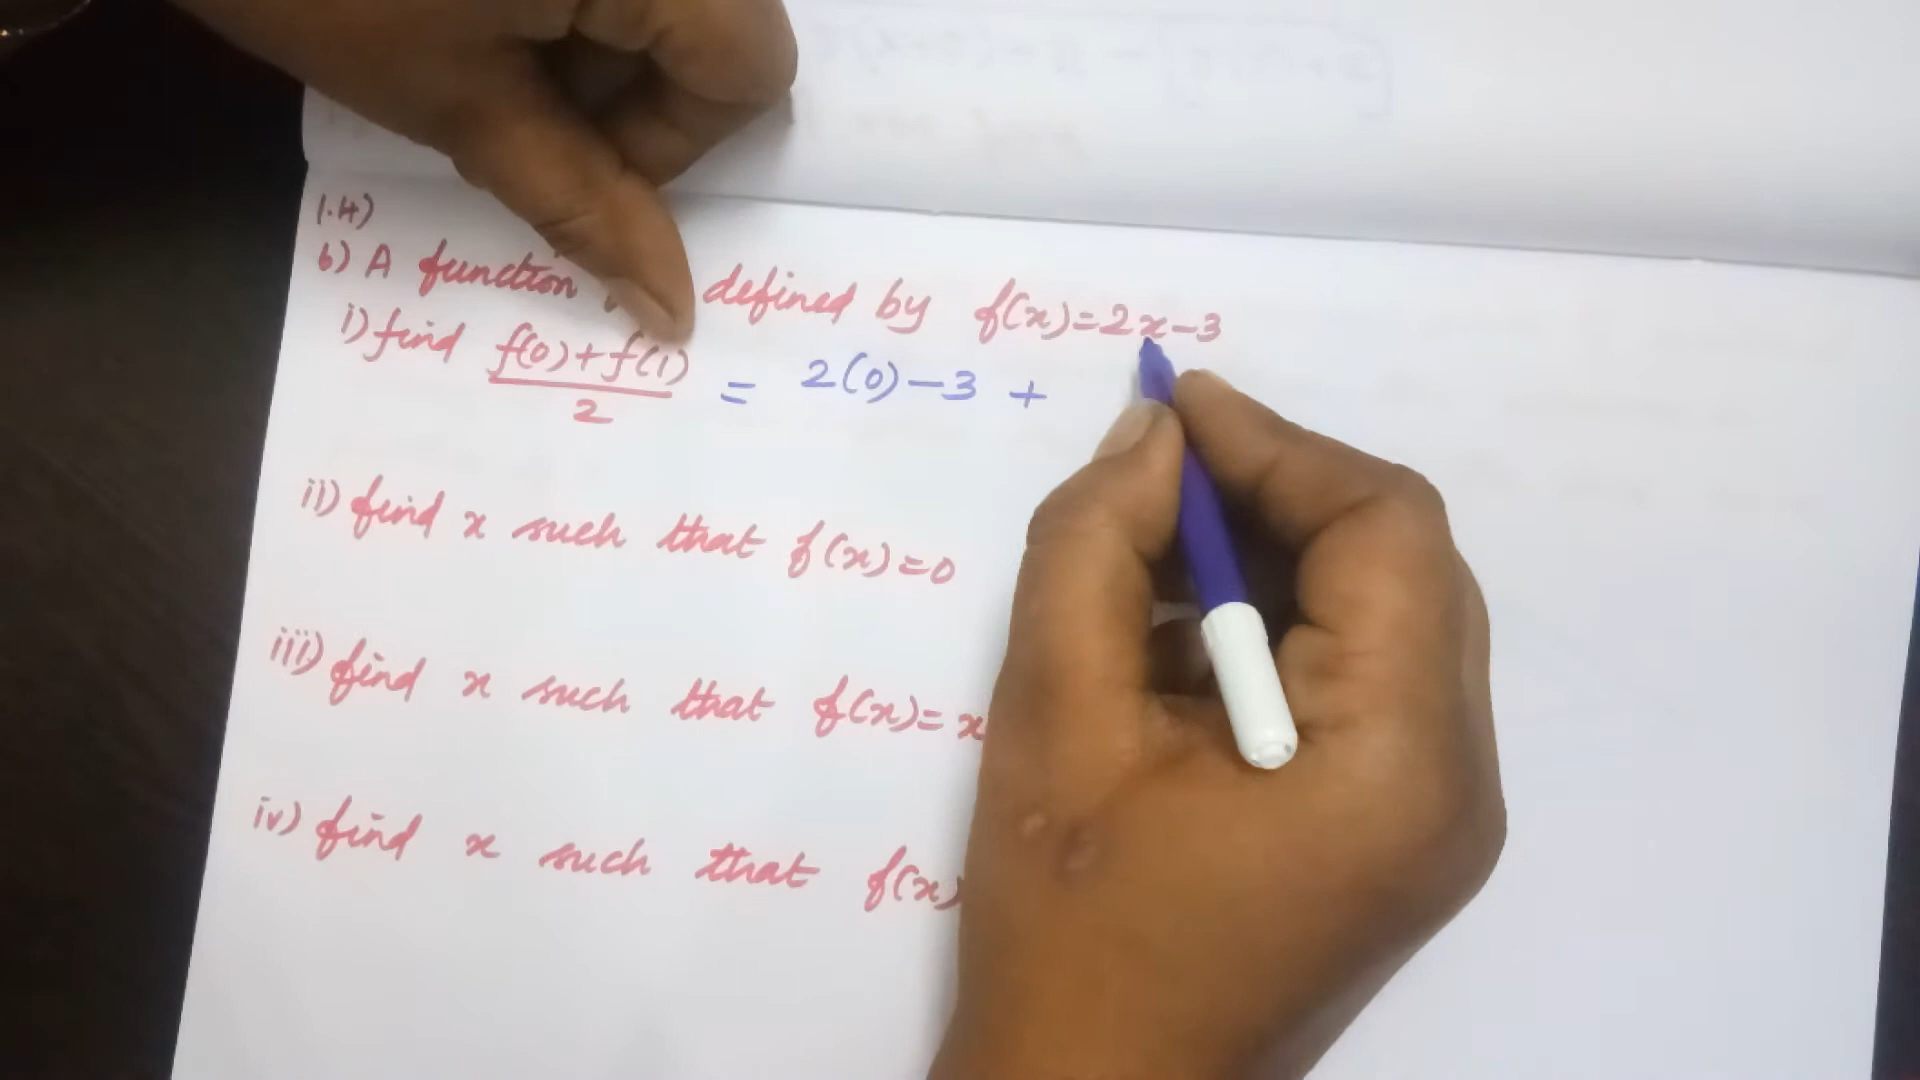 1.4)
6) A function defined by f(x)=2x-3
i) find f(0)+f(1)/2 = 2(0)-3 +
ii) find x such that f(x)=0
iii) find x such that f(x)=x
iv) find x such that f(x)